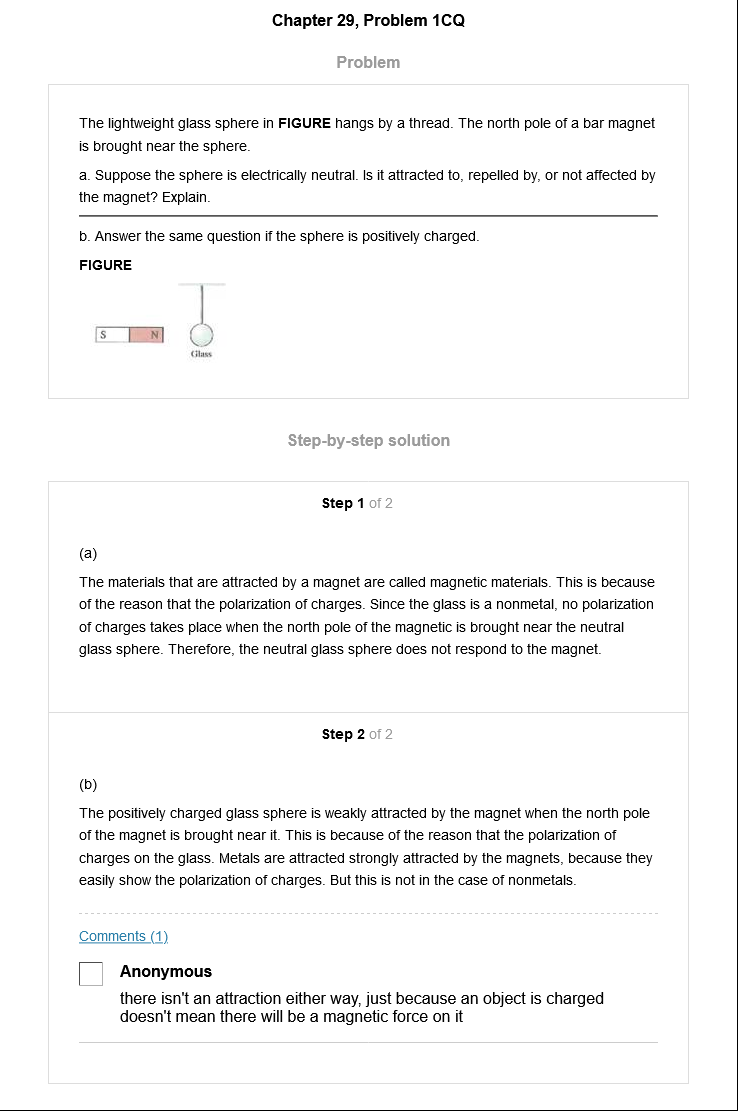 Chapter 29, Problem 1CQ
Problem
The lightweight glass sphere in FIGURE hangs by a thread. The north pole of a bar magnet
is brought near the sphere.
a. Suppose the sphere is electrically neutral. Is it attracted to, repelled by, or not affected by
the magnet? Explain.
b. Answer the same question if the sphere is positively charged.
FIGURE
S N
Glass
Step-by-step solution
Step 1 of 2
(a)
The materials that are attracted by a magnet are called magnetic materials. This is because
of the reason that the polarization of charges. Since the glass is a nonmetal, no polarization
of charges takes place when the north pole of the magnetic is brought near the neutral
glass sphere. Therefore, the neutral glass sphere does not respond to the magnet.
Step 2 of 2
(b)
The positively charged glass sphere is weakly attracted by the magnet when the north pole
of the magnet is brought near it. This is because of the reason that the polarization of
charges on the glass. Metals are attracted strongly attracted by the magnets, because they
easily show the polarization of charges. But this is not in the case of nonmetals.
Comments (1)
Anonymous
there isn't an attraction either way, just because an object is charged
doesn't mean there will be a magnetic force on it